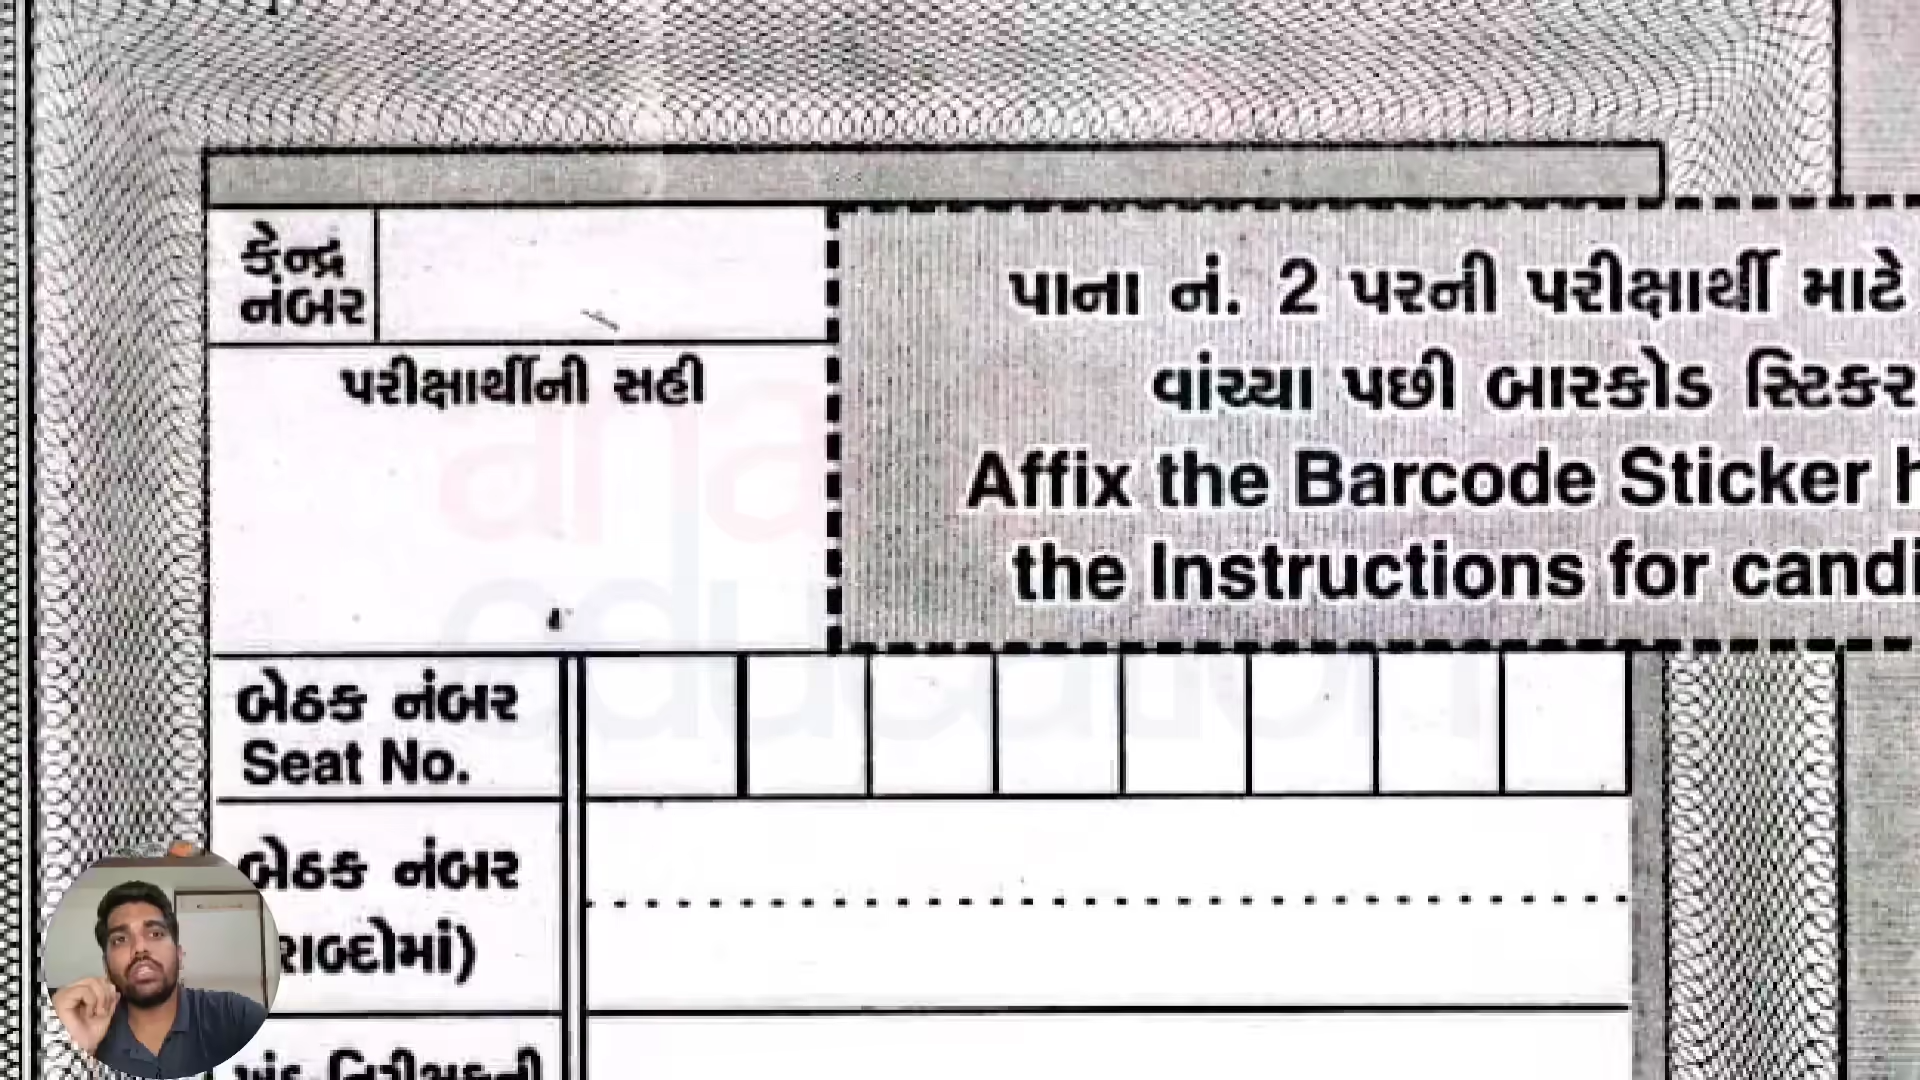 કેન્દ્ર
નંબર
પાના નં. 2 પરની પરીક્ષાર્થી માટે
પરીક્ષાર્થીની સહી
વાંચ્યા પછી બારકોડ સ્ટિકર
Affix the Barcode Sticker
the Instructions for
બેઠક નંબર
Seat No.
બેઠક નંબર
શબ્દોમાં)
education